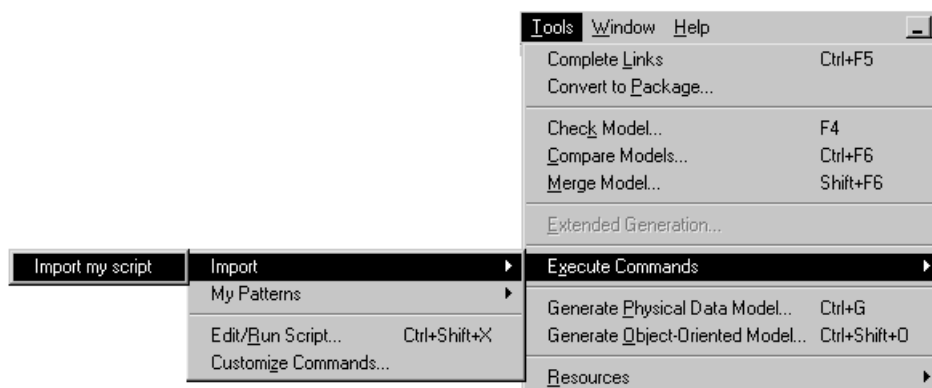 Tools Window Help
Complete Links Ctrl+F5
Convert to Package...
Check Model... F4
Compare Models... Ctrl+F6
Merge Model... Shift+F6
Extended Generation...
Import my script
Import
Execute Commands
My Patterns
Generate Physical Data Model... Ctrl+G
Edit/Run Script... Ctrl+Shift+X
Generate Object-Oriented Model... Ctrl+Shift+O
Customize Commands...
Resources